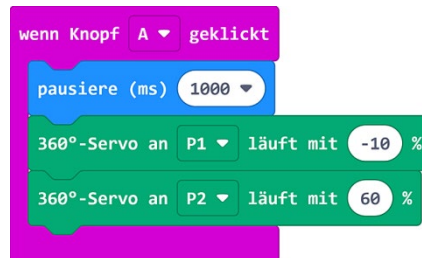 wenn Knopf A geklickt
pausiere (ms) 1000
360°-Servo an P1 läuft mit -10 %
360°-Servo an P2 läuft mit 60 %